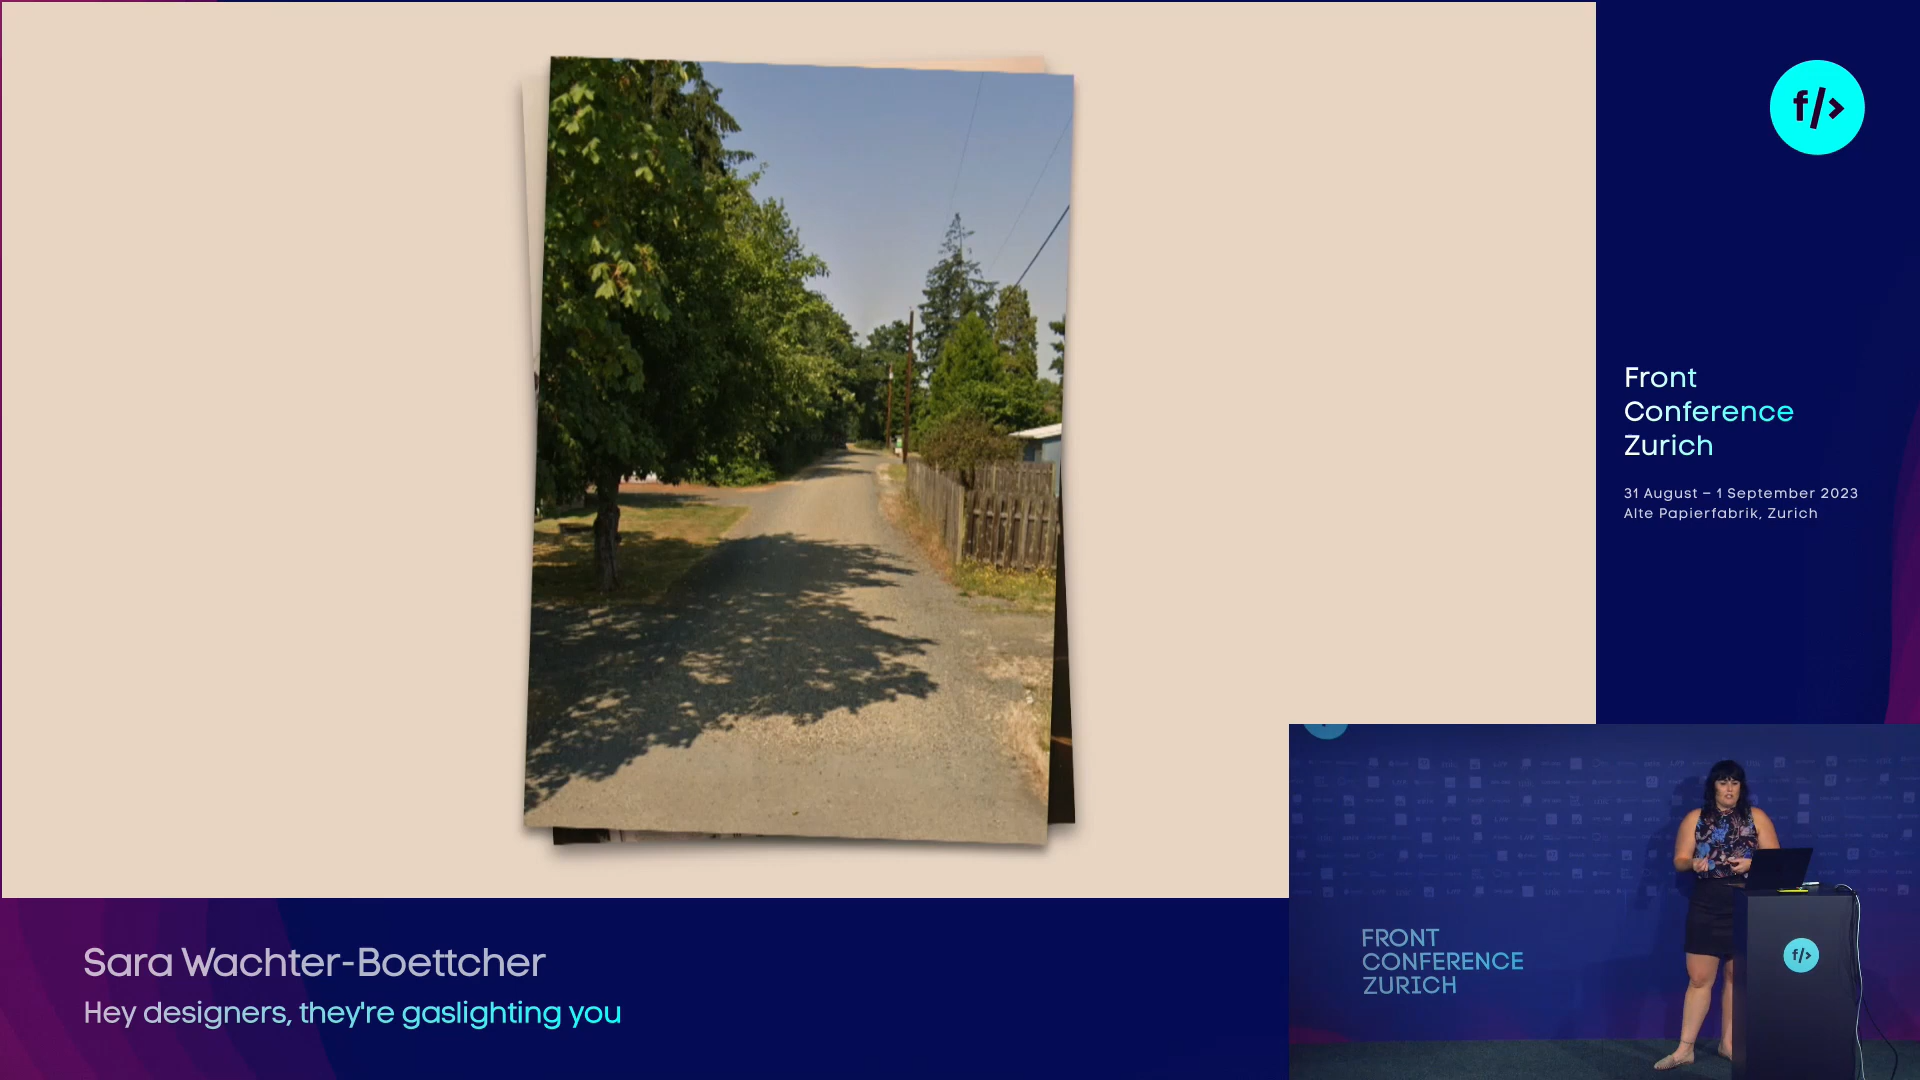 f/>
Front
Conference
Zurich
31 August – 1 September 2023
Alte Papierfabrik, Zurich
Sara Wachter-Boettcher
Hey designers, they're gaslighting you
FRONT
CONFERENCE
ZURICH
f/>